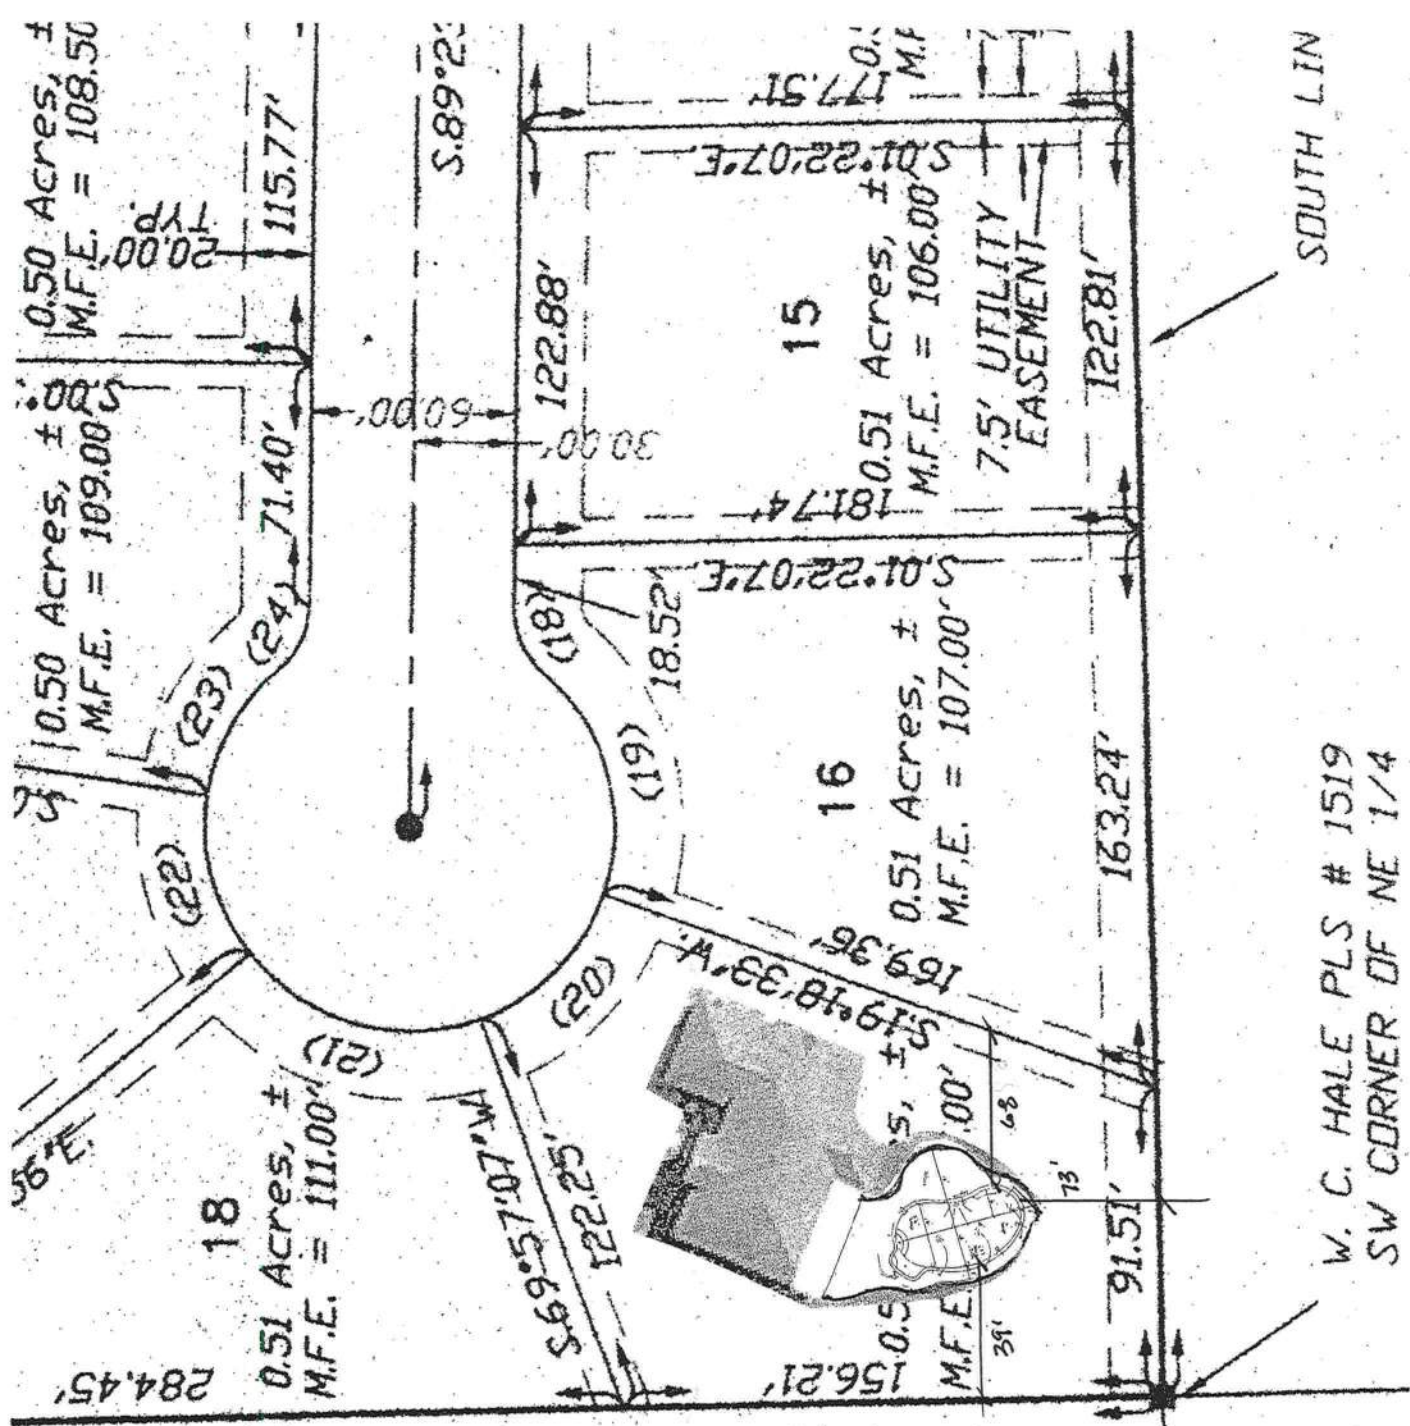 0.50 Acres, ±
M.F.E. = 108.50
20.00'
TYP.
115.77'
S.89°23
177.51'
S.01°22'07"E.
0.50 Acres, ±
M.F.E. = 109.00'
S.00°
71.40'
60.00'
30.00'
122.88'
15
0.51 Acres, ±
M.F.E. = 106.00'
7.5' UTILITY
EASEMENT
122.81'
SOUTH LIN
181.74'
S.01°22'07"E.
(24)
(23)
(22)
(21)
(20)
(19)
(18)
18.52'
16
0.51 Acres, ±
M.F.E. = 107.00'
163.24'
169.36'
S.19°18'33"W.
56"E.
18
0.51 Acres, ±
M.F.E. = 111.00'
284.45'
S.69°57'07"W.
122.25'
156.21'
M.F.E
.00'
68
73'
39'
91.51'
W. C. HALE PLS # 1519
SW CORNER OF NE 1/4